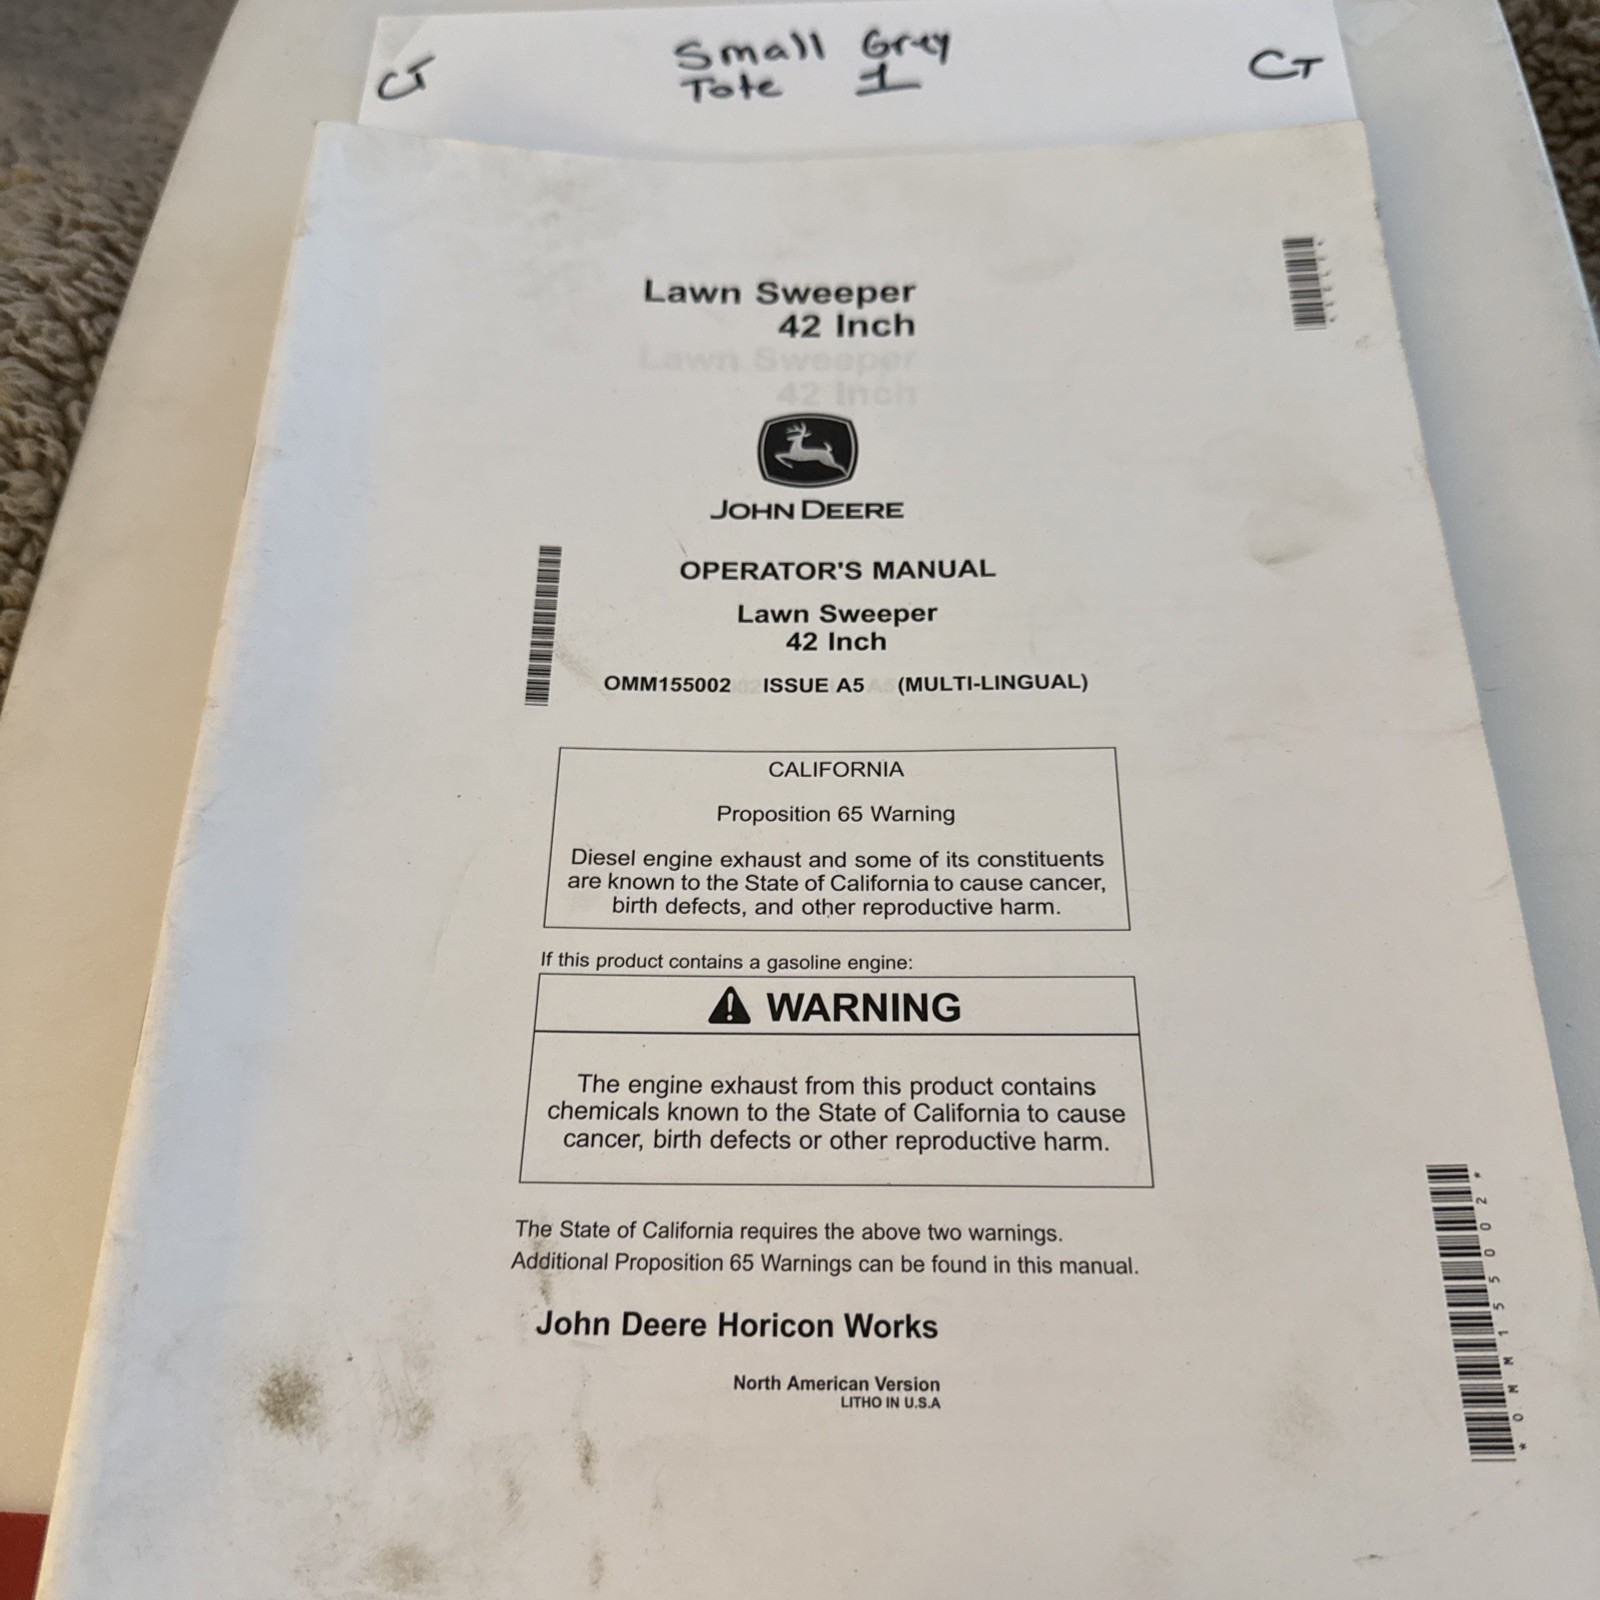 CT Small Grey CT
Tote 1
Lawn Sweeper
42 Inch
Lawn Sweeper
42 Inch
JOHN DEERE
OPERATOR'S MANUAL
Lawn Sweeper
42 Inch
OMM155002 ISSUE A5 (MULTI-LINGUAL)
CALIFORNIA
Proposition 65 Warning
Diesel engine exhaust and some of its constituents
are known to the State of California to cause cancer,
birth defects, and other reproductive harm.
If this product contains a gasoline engine:
WARNING
The engine exhaust from this product contains
chemicals known to the State of California to cause
cancer, birth defects or other reproductive harm.
The State of California requires the above two warnings.
Additional Proposition 65 Warnings can be found in this manual.
John Deere Horicon Works
North American Version
LITHO IN U.S.A
*OMM155002*